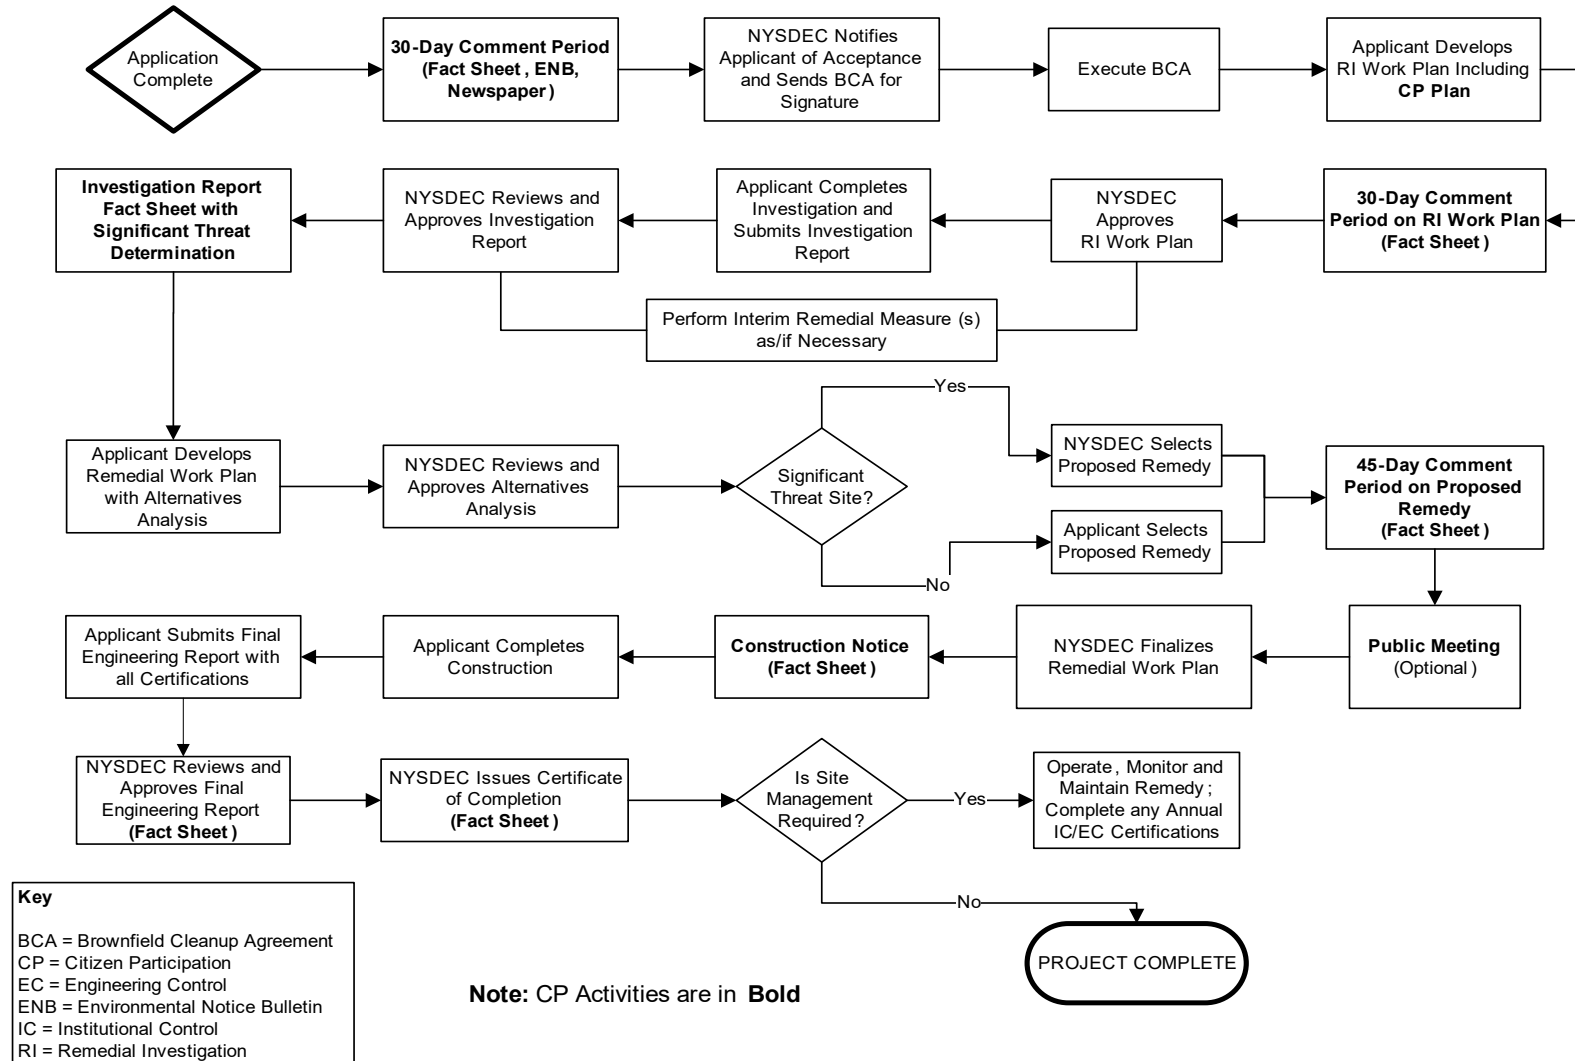 Application
Complete
30-Day Comment Period
(Fact Sheet , ENB,
Newspaper )
NYSDEC Notifies
Applicant of Acceptance
and Sends BCA for
Signature
Execute BCA
Applicant Develops
RI Work Plan Including
CP Plan
30-Day Comment
Period on RI Work Plan
(Fact Sheet )
NYSDEC
Approves
RI Work Plan
Applicant Completes
Investigation and
Submits Investigation
Report
NYSDEC Reviews and
Approves Investigation
Report
Investigation Report
Fact Sheet with
Significant Threat
Determination
Perform Interim Remedial Measure (s)
as/if Necessary
Applicant Develops
Remedial Work Plan
with Alternatives
Analysis
NYSDEC Reviews and
Approves Alternatives
Analysis
Significant
Threat Site?
Yes
No
NYSDEC Selects
Proposed Remedy
Applicant Selects
Proposed Remedy
45-Day Comment
Period on Proposed
Remedy
(Fact Sheet )
Public Meeting
(Optional )
NYSDEC Finalizes
Remedial Work Plan
Construction Notice
(Fact Sheet )
Applicant Completes
Construction
Applicant Submits Final
Engineering Report with
all Certifications
NYSDEC Reviews and
Approves Final
Engineering Report
(Fact Sheet )
NYSDEC Issues Certificate
of Completion
(Fact Sheet )
Is Site
Management
Required ?
Yes
Operate , Monitor and
Maintain Remedy ;
Complete any Annual
IC/EC Certifications
No
PROJECT COMPLETE
Key
BCA = Brownfield Cleanup Agreement
CP = Citizen Participation
EC = Engineering Control
ENB = Environmental Notice Bulletin
IC = Institutional Control
RI = Remedial Investigation
Note: CP Activities are in Bold